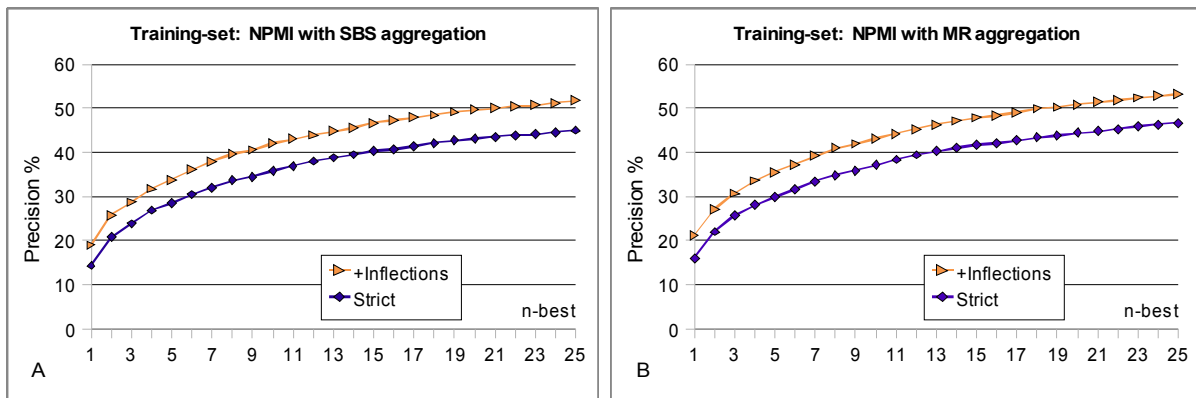 Training-set: NPMI with SBS aggregation
60
50
40
30
20
10
0
Precision %
+Inflections
Strict
n-best
1 3 5 7 9 11 13 15 17 19 21 23 25
A
Training-set: NPMI with MR aggregation
60
50
40
30
20
10
0
Precision %
+Inflections
Strict
n-best
1 3 5 7 9 11 13 15 17 19 21 23 25
B